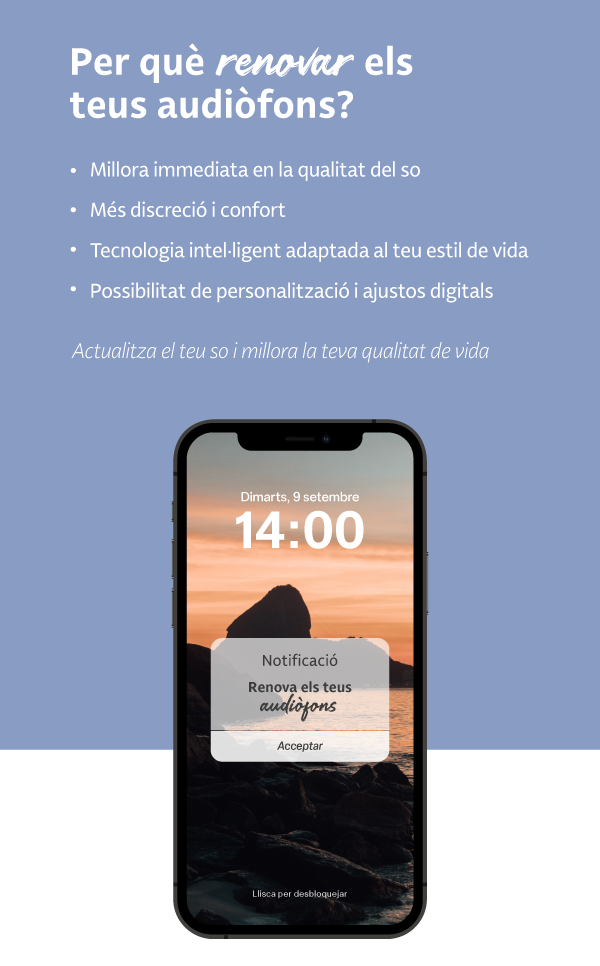 Per què renovar els
teus audiòfons?
• Millora immediata en la qualitat del so
• Més discreció i confort
• Tecnologia intel·ligent adaptada al teu estil de vida
• Possibilitat de personalització i ajustos digitals
Actualitza el teu so i millora la teva qualitat de vida
Dimarts, 9 setembre
14:00
Notificació
Renova els teus
audiòfons
Acceptar
Llisca per desbloquejar